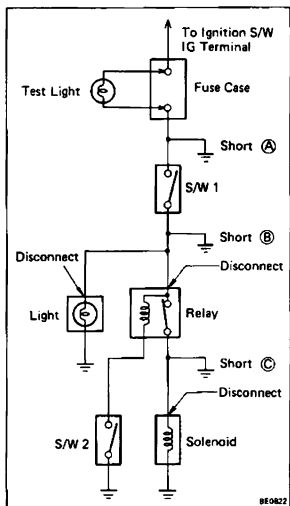 To Ignition S/W
IG Terminal
Test Light
Fuse Case
Short Ⓐ
S/W 1
Short Ⓑ
Disconnect
Disconnect
Light
Relay
Short Ⓒ
Disconnect
S/W 2
Solenoid
BE0822